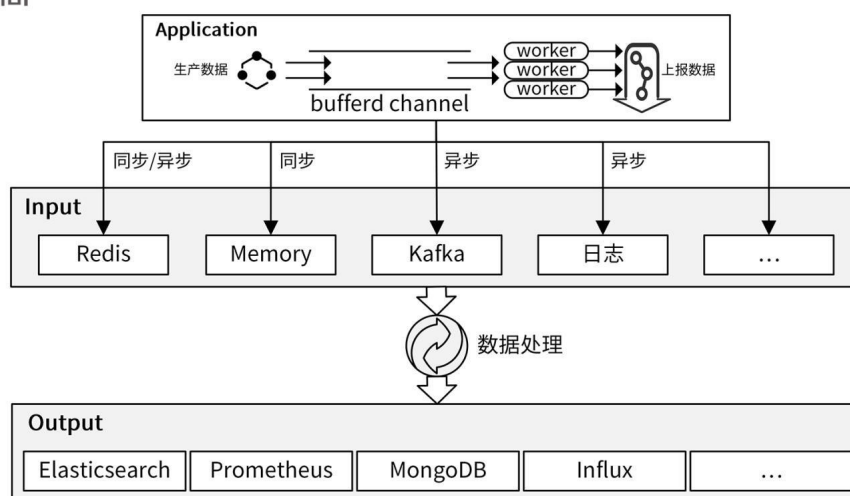 Application
生产数据
bufferd channel
worker
worker
worker
上报数据
同步/异步
同步
异步
异步
Input
Redis
Memory
Kafka
日志
...
数据处理
Output
Elasticsearch
Prometheus
MongoDB
Influx
...